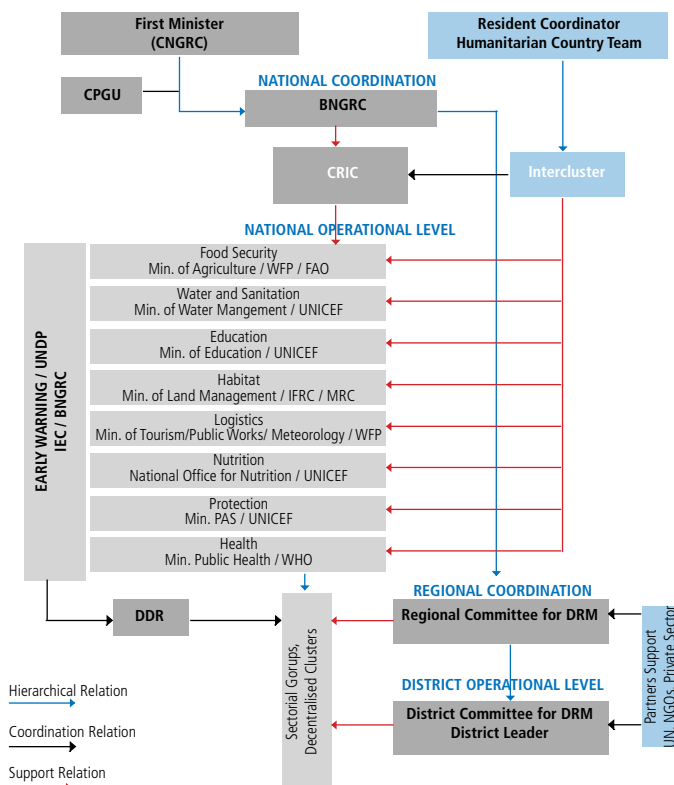 First Minister
(CNGRC)
Resident Coordinator
Humanitarian Country Team
NATIONAL COORDINATION
CPGU
BNGRC
CRIC
Intercluster
NATIONAL OPERATIONAL LEVEL
EARLY WARNING / UNDP
IEC / BNGRC
Food Security
Min. of Agriculture / WFP / FAO
Water and Sanitation
Min. of Water Mangement / UNICEF
Education
Min. of Education / UNICEF
Habitat
Min. of Land Management / IFRC / MRC
Logistics
Min. of Tourism/Public Works/ Meteorology / WFP
Nutrition
National Office for Nutrition / UNICEF
Protection
Min. PAS / UNICEF
Health
Min. Public Health / WHO
REGIONAL COORDINATION
DDR
Sectorial Gorups,
Decentralised Clusters
Regional Committee for DRM
Partners Support
UN, NGOs, Private Sector
DISTRICT OPERATIONAL LEVEL
District Committee for DRM
District Leader
Hierarchical Relation
Coordination Relation
Support Relation